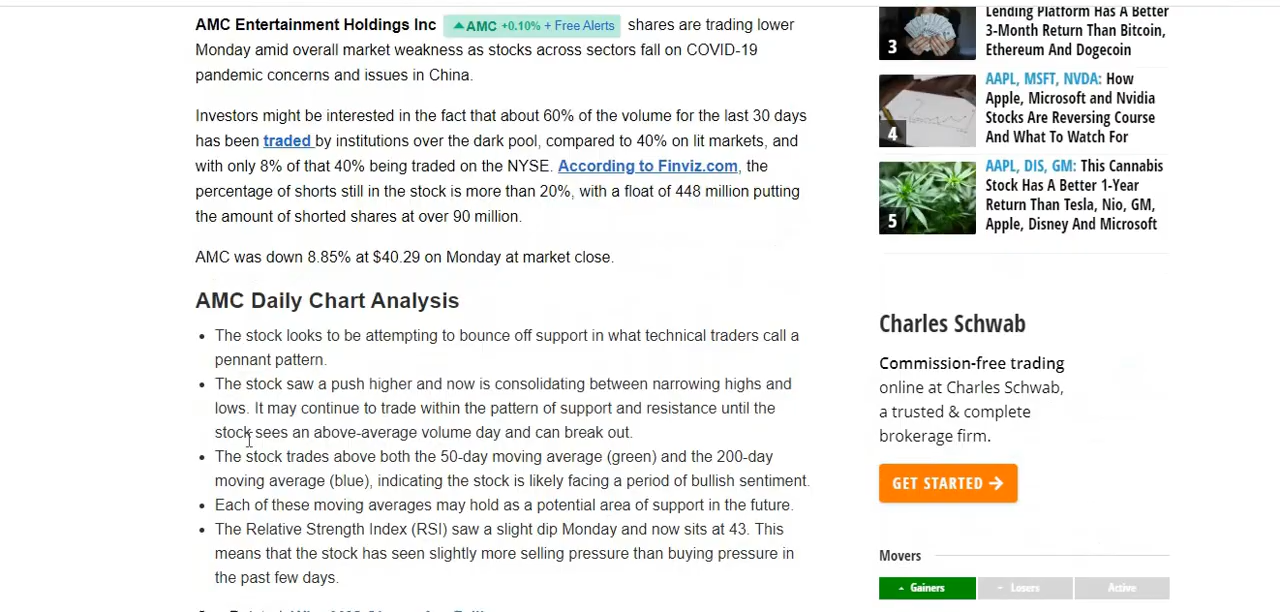 AMC Entertainment Holdings Inc AMC +0.10% + Free Alerts shares are trading lower
Monday amid overall market weakness as stocks across sectors fall on COVID-19
pandemic concerns and issues in China.
Investors might be interested in the fact that about 60% of the volume for the last 30 days
has been traded by institutions over the dark pool, compared to 40% on lit markets, and
with only 8% of that 40% being traded on the NYSE. According to Finviz.com, the
percentage of shorts still in the stock is more than 20%, with a float of 448 million putting
the amount of shorted shares at over 90 million.
AMC was down 8.85% at $40.29 on Monday at market close.
AMC Daily Chart Analysis
• The stock looks to be attempting to bounce off support in what technical traders call a
pennant pattern.
• The stock saw a push higher and now is consolidating between narrowing highs and
lows. It may continue to trade within the pattern of support and resistance until the
stock sees an above-average volume day and can break out.
• The stock trades above both the 50-day moving average (green) and the 200-day
moving average (blue), indicating the stock is likely facing a period of bullish sentiment.
• Each of these moving averages may hold as a potential area of support in the future.
• The Relative Strength Index (RSI) saw a slight dip Monday and now sits at 43. This
means that the stock has seen slightly more selling pressure than buying pressure in
the past few days.
Lending Platform Has A Better
3-Month Return Than Bitcoin,
Ethereum And Dogecoin
3
AAPL, MSFT, NVDA: How
Apple, Microsoft and Nvidia
Stocks Are Reversing Course
And What To Watch For
4
AAPL, DIS, GM: This Cannabis
Stock Has A Better 1-Year
Return Than Tesla, Nio, GM,
Apple, Disney And Microsoft
5
Charles Schwab
Commission-free trading
online at Charles Schwab,
a trusted & complete
brokerage firm.
GET STARTED →
Movers
Gainers
Losers
Active